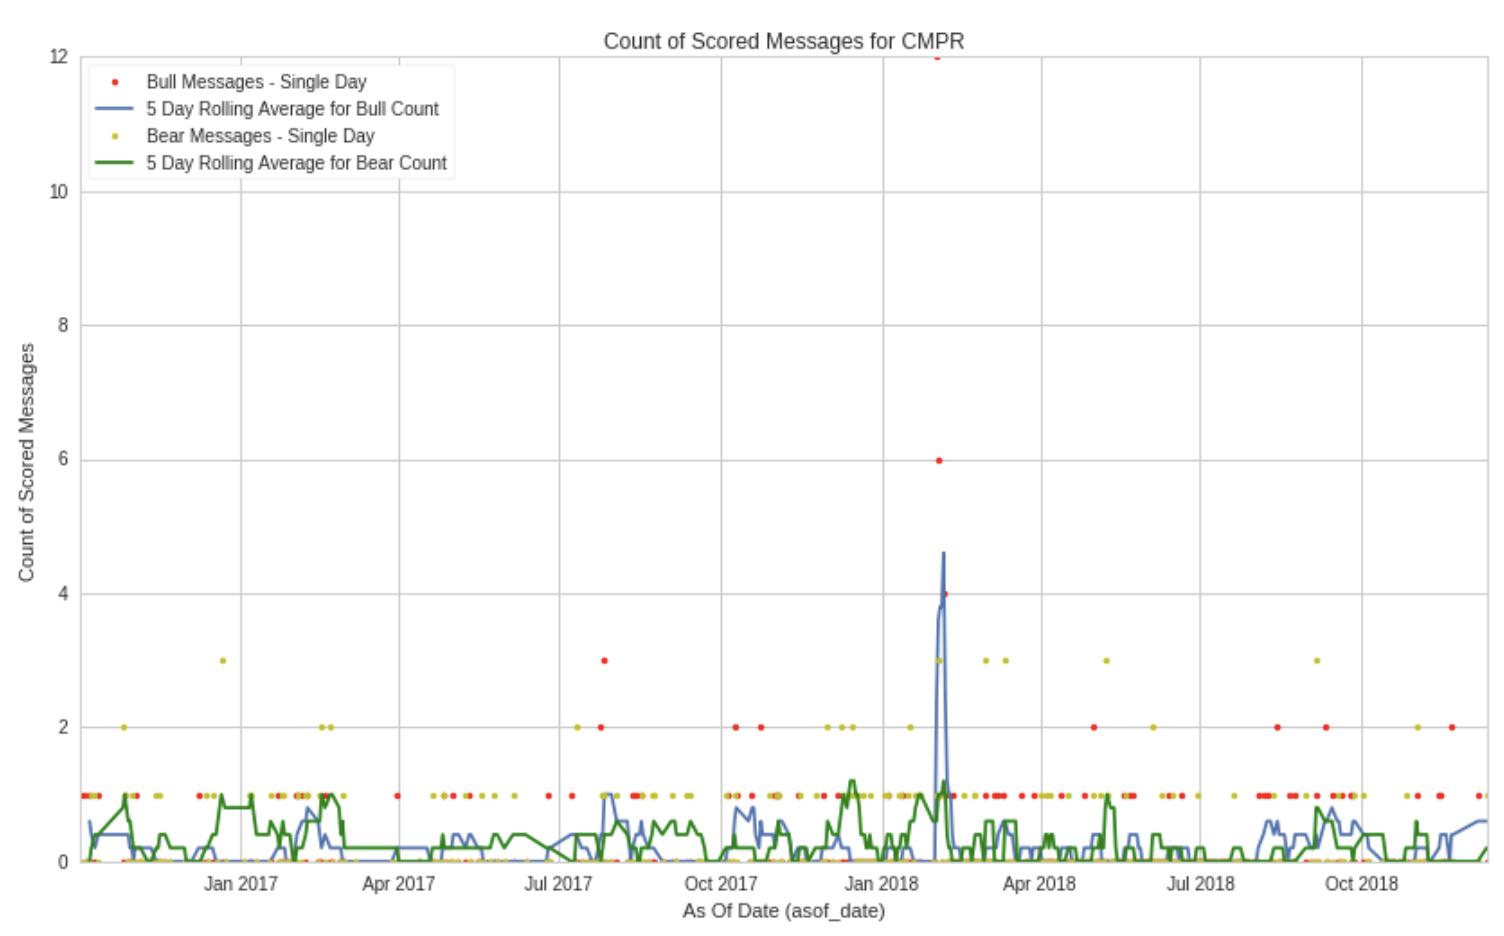 Count of Scored Messages for CMPR
12
10
8
6
4
2
0
Count of Scored Messages
Bull Messages - Single Day
5 Day Rolling Average for Bull Count
Bear Messages - Single Day
5 Day Rolling Average for Bear Count
Jan 2017 Apr 2017 Jul 2017 Oct 2017 Jan 2018 Apr 2018 Jul 2018 Oct 2018
As Of Date (asof_date)